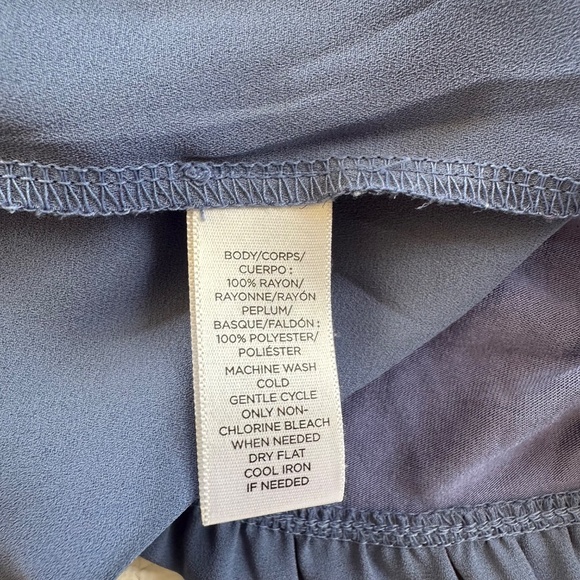 BODY/CORPS/
CUERPO :
100% RAYON/
RAYONNE/RAYÓN
PEPLUM/
BASQUE/FALDÓN :
100% POLYESTER/
POLIÉSTER
MACHINE WASH
COLD
GENTLE CYCLE
ONLY NON-
CHLORINE BLEACH
WHEN NEEDED
DRY FLAT
COOL IRON
IF NEEDED